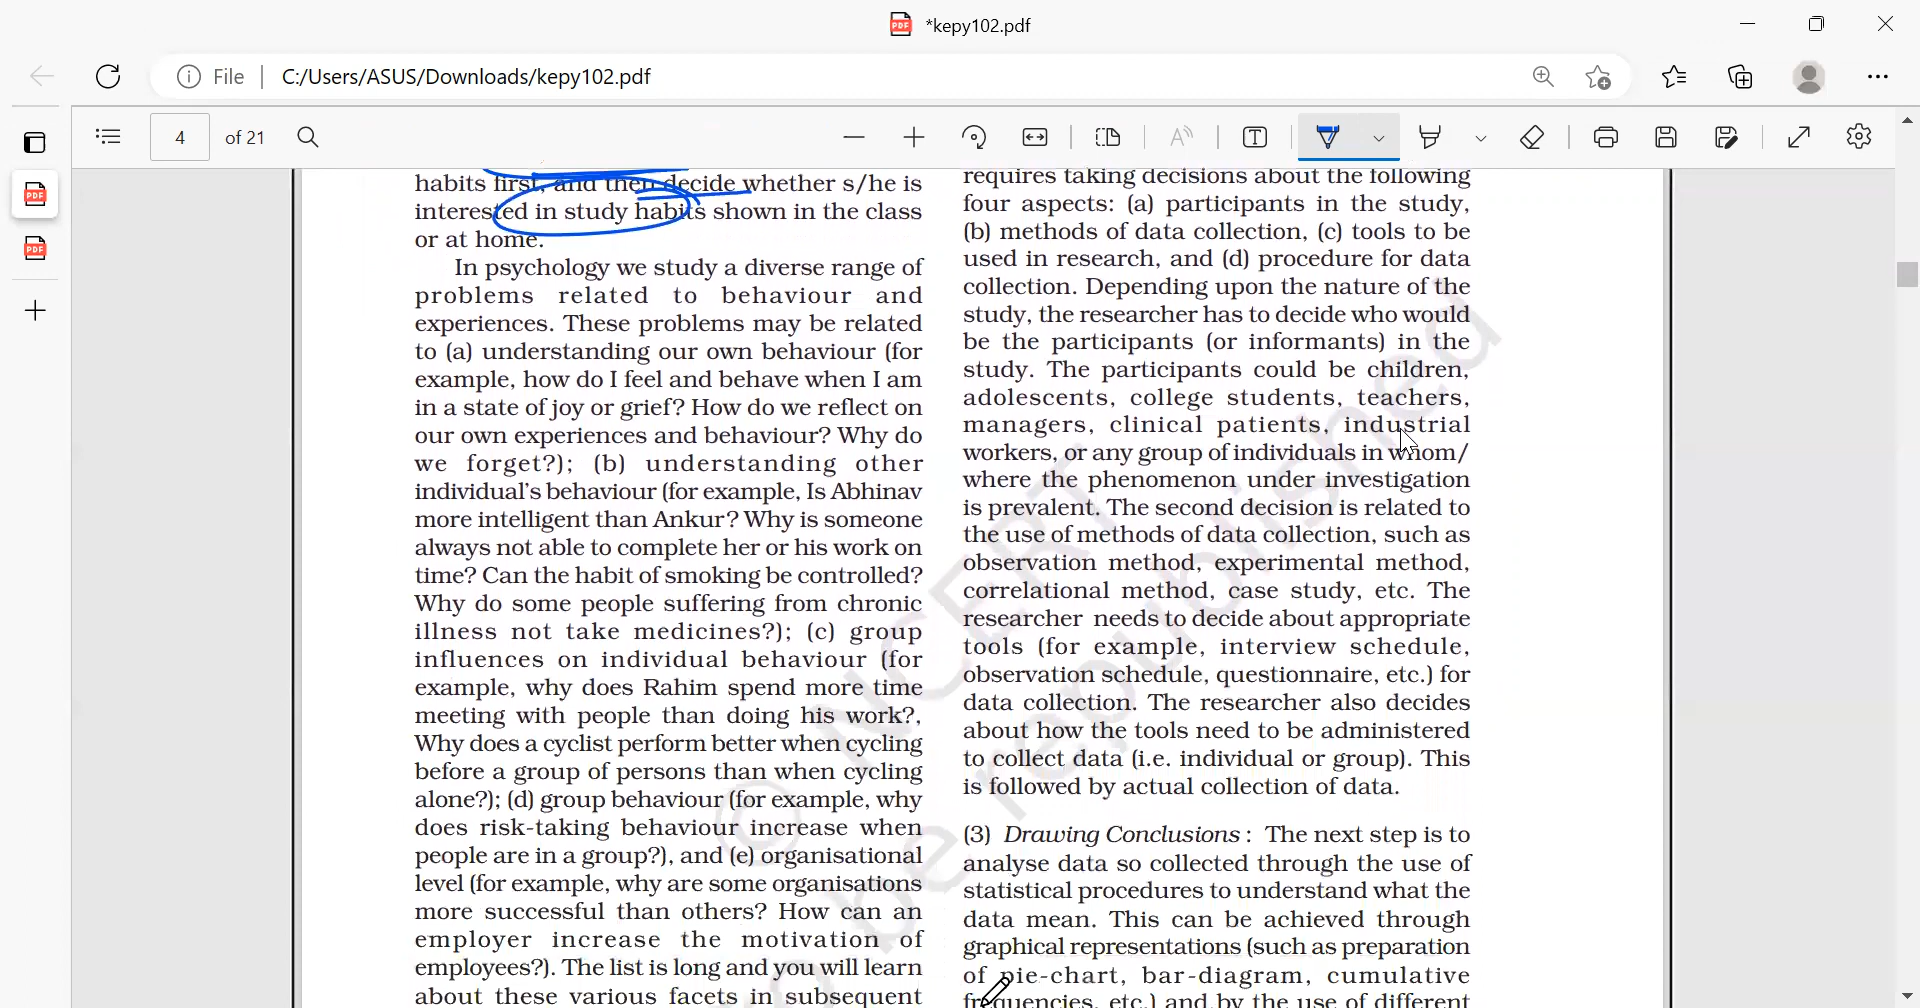 *kepy102.pdf
File C:/Users/ASUS/Downloads/kepy102.pdf
4 of 21
habits first, and then decide whether s/he is
interested in study habits shown in the class
or at home.
In psychology we study a diverse range of
problems related to behaviour and
experiences. These problems may be related
to (a) understanding our own behaviour (for
example, how do I feel and behave when I am
in a state of joy or grief? How do we reflect on
our own experiences and behaviour? Why do
we forget?); (b) understanding other
individual's behaviour (for example, Is Abhinav
more intelligent than Ankur? Why is someone
always not able to complete her or his work on
time? Can the habit of smoking be controlled?
Why do some people suffering from chronic
illness not take medicines?); (c) group
influences on individual behaviour (for
example, why does Rahim spend more time
meeting with people than doing his work?,
Why does a cyclist perform better when cycling
before a group of persons than when cycling
alone?); (d) group behaviour (for example, why
does risk-taking behaviour increase when
people are in a group?), and (e) organisational
level (for example, why are some organisations
more successful than others? How can an
employer increase the motivation of
employees?). The list is long and you will learn
about these various facets in subsequent
requires taking decisions about the following
four aspects: (a) participants in the study,
(b) methods of data collection, (c) tools to be
used in research, and (d) procedure for data
collection. Depending upon the nature of the
study, the researcher has to decide who would
be the participants (or informants) in the
study. The participants could be children,
adolescents, college students, teachers,
managers, clinical patients, industrial
workers, or any group of individuals in whom/
where the phenomenon under investigation
is prevalent. The second decision is related to
the use of methods of data collection, such as
observation method, experimental method,
correlational method, case study, etc. The
researcher needs to decide about appropriate
tools (for example, interview schedule,
observation schedule, questionnaire, etc.) for
data collection. The researcher also decides
about how the tools need to be administered
to collect data (i.e. individual or group). This
is followed by actual collection of data.
(3) Drawing Conclusions : The next step is to
analyse data so collected through the use of
statistical procedures to understand what the
data mean. This can be achieved through
graphical representations (such as preparation
of pie-chart, bar-diagram, cumulative
frequencies, etc.) and by the use of different
© NCERT
be republished